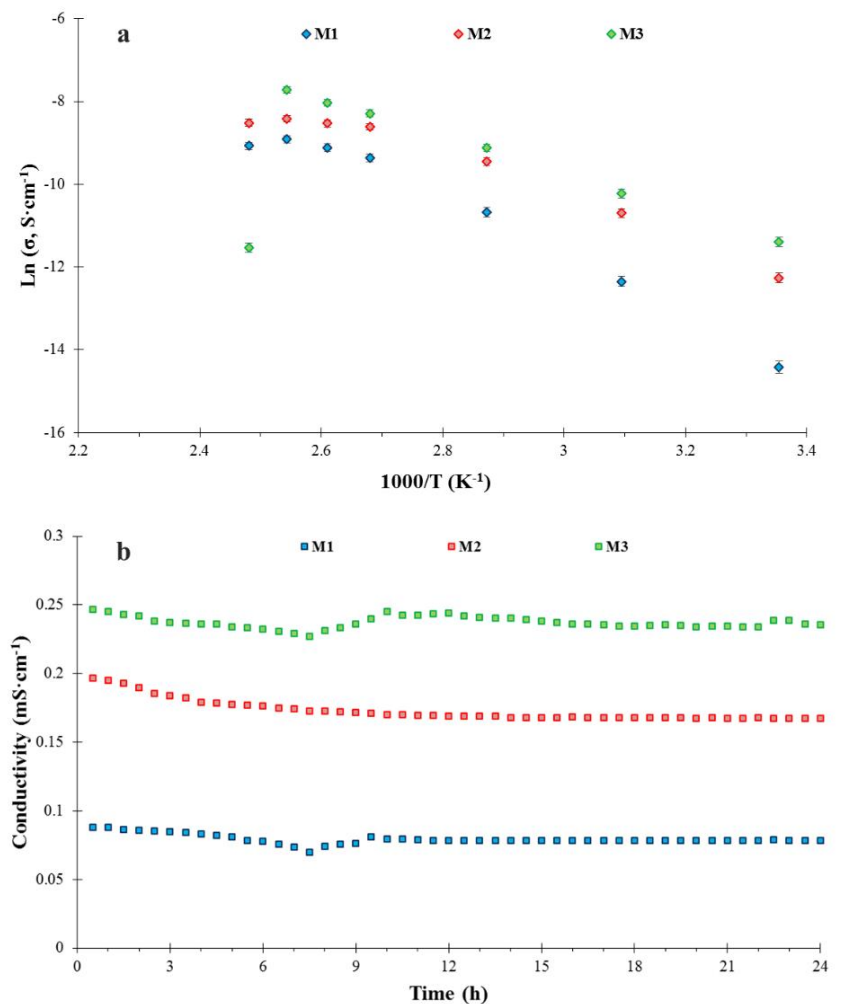 a
M1 M2 M3
-6
-8
-10
-12
-14
-16
Ln (σ, S·cm⁻¹)
2.2 2.4 2.6 2.8 3 3.2 3.4
1000/T (K⁻¹)
b
M1 M2 M3
0.3
0.25
0.2
0.15
0.1
0.05
0
Conductivity (mS·cm⁻¹)
0 3 6 9 12 15 18 21 24
Time (h)